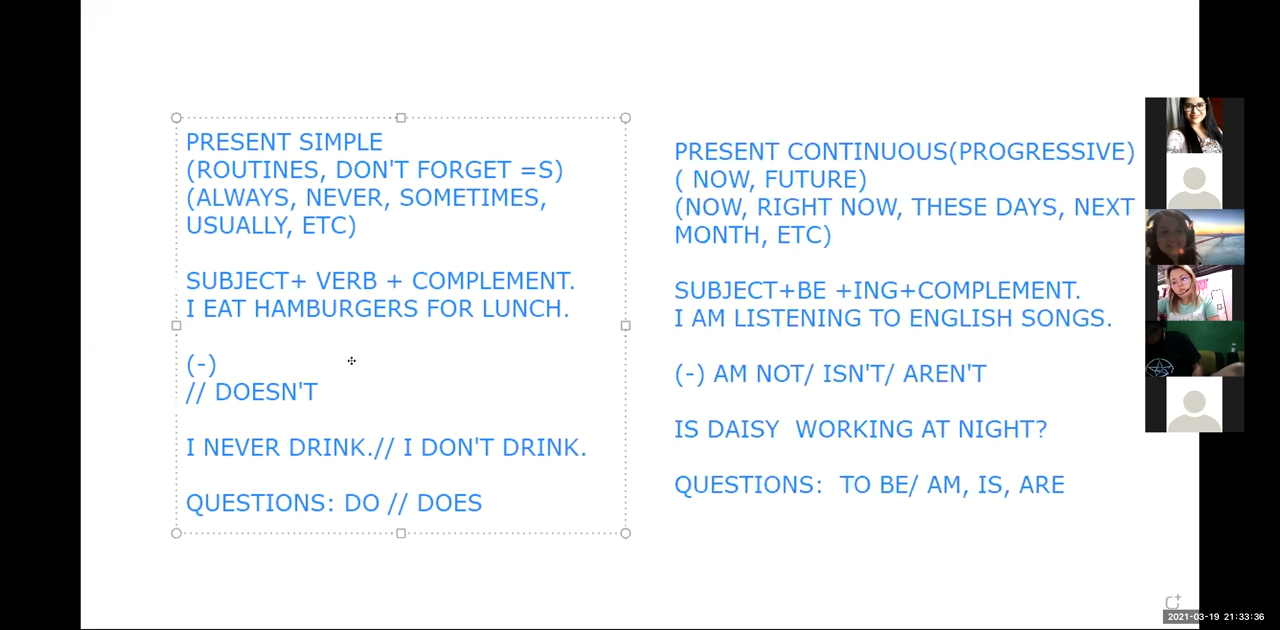 PRESENT SIMPLE
(ROUTINES, DON'T FORGET =S)
(ALWAYS, NEVER, SOMETIMES,
USUALLY, ETC)
SUBJECT+ VERB + COMPLEMENT.
I EAT HAMBURGERS FOR LUNCH.
(-)
// DOESN'T
I NEVER DRINK.// I DON'T DRINK.
QUESTIONS: DO // DOES
PRESENT CONTINUOUS(PROGRESSIVE)
( NOW, FUTURE)
(NOW, RIGHT NOW, THESE DAYS, NEXT
MONTH, ETC)
SUBJECT+BE +ING+COMPLEMENT.
I AM LISTENING TO ENGLISH SONGS.
(-) AM NOT/ ISN'T/ AREN'T
IS DAISY  WORKING AT NIGHT?
QUESTIONS:  TO BE/ AM, IS, ARE
2021-03-19 21:33:36